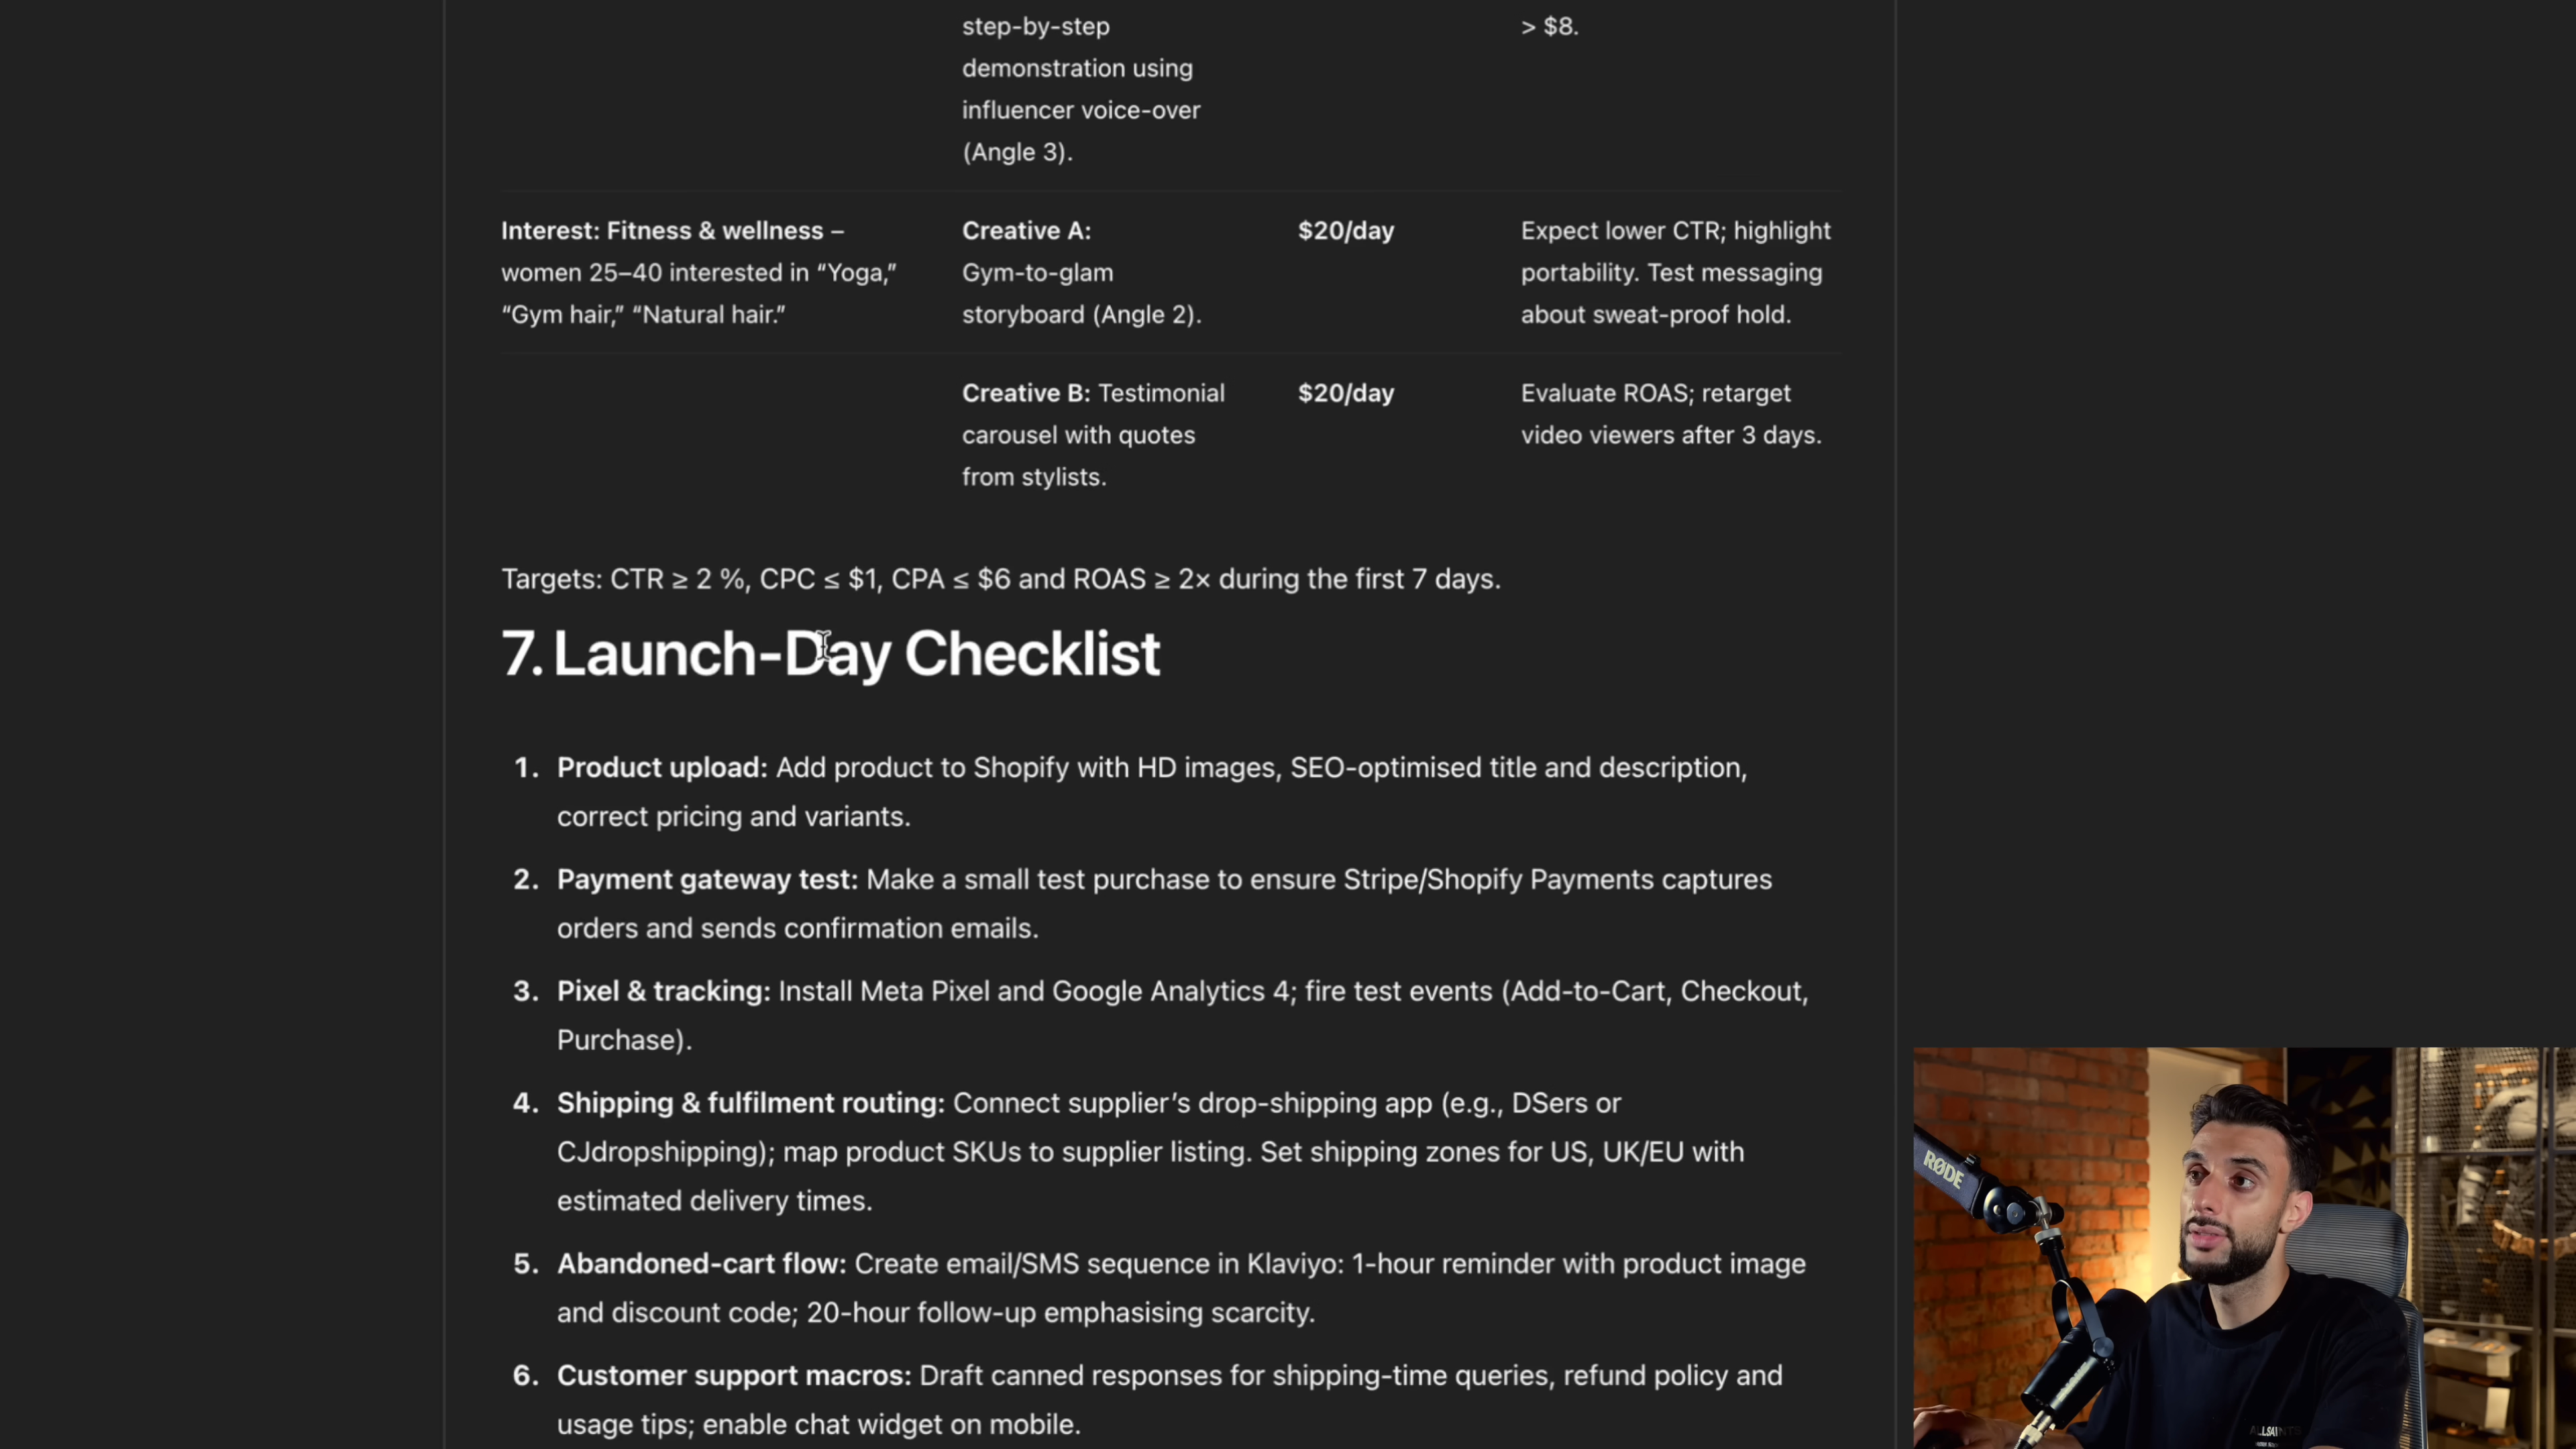 step-by-step
demonstration using
influencer voice-over
(Angle 3).
> $8.
Interest: Fitness & wellness –
women 25–40 interested in “Yoga,”
“Gym hair,” “Natural hair.”
Creative A:
Gym-to-glam
storyboard (Angle 2).
$20/day
Expect lower CTR; highlight
portability. Test messaging
about sweat-proof hold.
Creative B: Testimonial
carousel with quotes
from stylists.
$20/day
Evaluate ROAS; retarget
video viewers after 3 days.
Targets: CTR ≥ 2 %, CPC ≤ $1, CPA ≤ $6 and ROAS ≥ 2× during the first 7 days.
7. Launch-Day Checklist
1. Product upload: Add product to Shopify with HD images, SEO-optimised title and description,
correct pricing and variants.
2. Payment gateway test: Make a small test purchase to ensure Stripe/Shopify Payments captures
orders and sends confirmation emails.
3. Pixel & tracking: Install Meta Pixel and Google Analytics 4; fire test events (Add-to-Cart, Checkout,
Purchase).
4. Shipping & fulfilment routing: Connect supplier’s drop-shipping app (e.g., DSers or
CJdropshipping); map product SKUs to supplier listing. Set shipping zones for US, UK/EU with
estimated delivery times.
5. Abandoned-cart flow: Create email/SMS sequence in Klaviyo: 1-hour reminder with product image
and discount code; 20-hour follow-up emphasising scarcity.
6. Customer support macros: Draft canned responses for shipping-time queries, refund policy and
usage tips; enable chat widget on mobile.
RØDE
ALLSAINTS